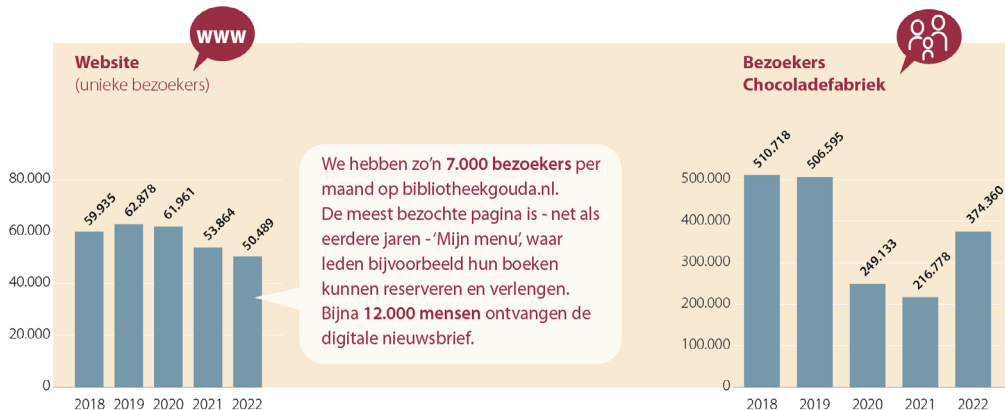 www
Website
(unieke bezoekers)
80.000
60.000
40.000
20.000
0
59.935
62.878
61.961
53.864
50.489
2018 2019 2020 2021 2022
We hebben zo’n 7.000 bezoekers per
maand op bibliotheekgouda.nl.
De meest bezochte pagina is - net als
eerdere jaren - ‘Mijn menu’, waar
leden bijvoorbeeld hun boeken
kunnen reserveren en verlengen.
Bijna 12.000 mensen ontvangen de
digitale nieuwsbrief.
Bezoekers
Chocoladefabriek
500.000
400.000
300.000
200.000
100.000
0
510.718
506.595
249.133
216.778
374.360
2018 2019 2020 2021 2022